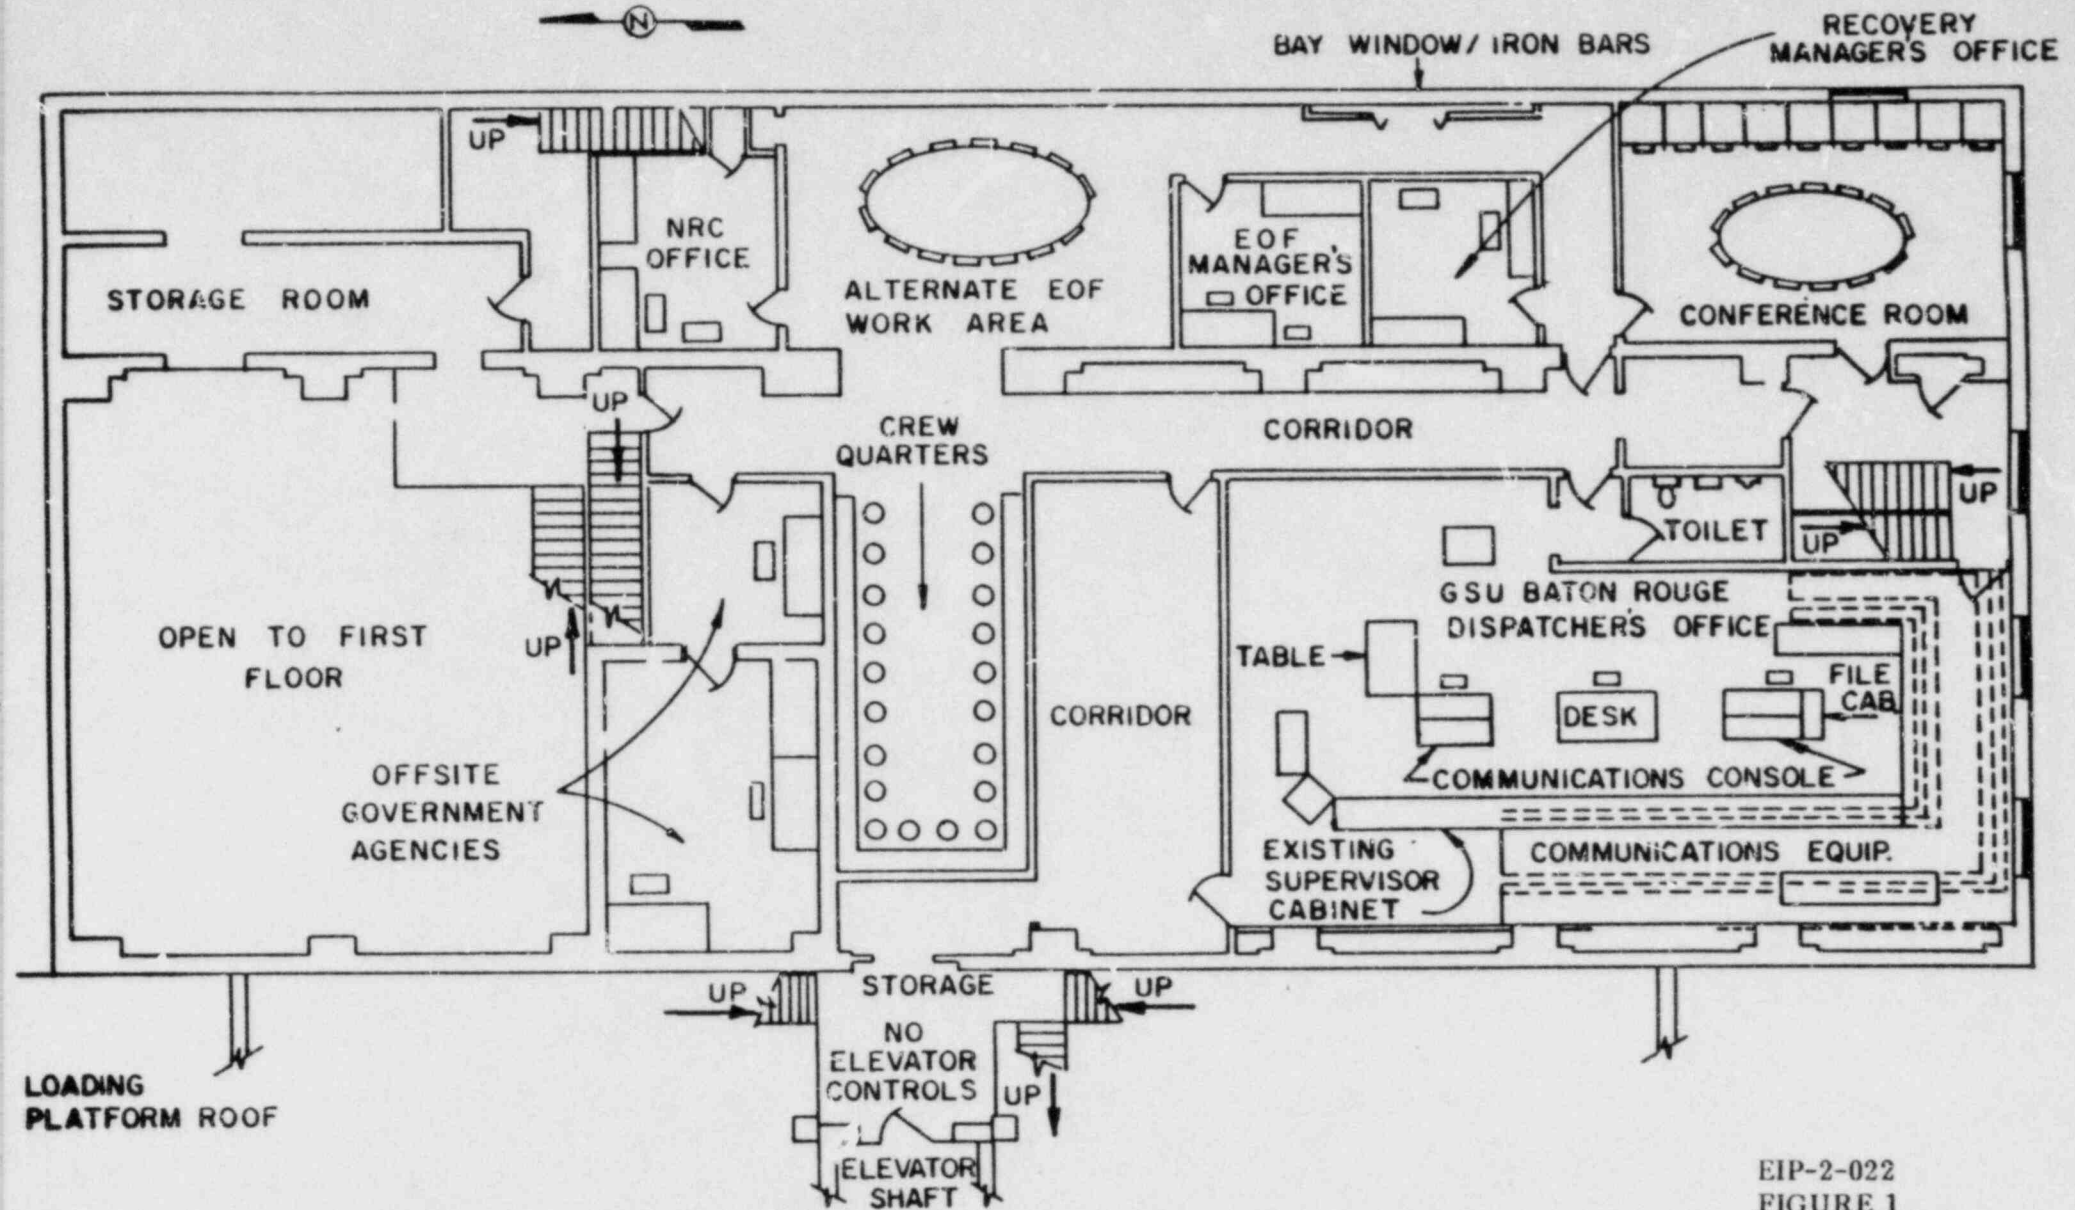 N
BAY WINDOW/ IRON BARS
RECOVERY
MANAGER'S OFFICE
UP
NRC
OFFICE
STORAGE ROOM
ALTERNATE EOF
WORK AREA
EOF
MANAGER'S
OFFICE
CONFERENCE ROOM
UP
CREW
QUARTERS
CORRIDOR
UP
TOILET
UP
OPEN TO FIRST
FLOOR
UP
GSU BATON ROUGE
DISPATCHER'S OFFICE
TABLE
FILE
CAB.
CORRIDOR
DESK
OFFSITE
GOVERNMENT
AGENCIES
COMMUNICATIONS CONSOLE
EXISTING
SUPERVISOR
CABINET
COMMUNICATIONS EQUIP.
UP
STORAGE
UP
NO
ELEVATOR
CONTROLS
UP
LOADING
PLATFORM ROOF
ELEVATOR
SHAFT
EIP-2-022
FIGURE 1